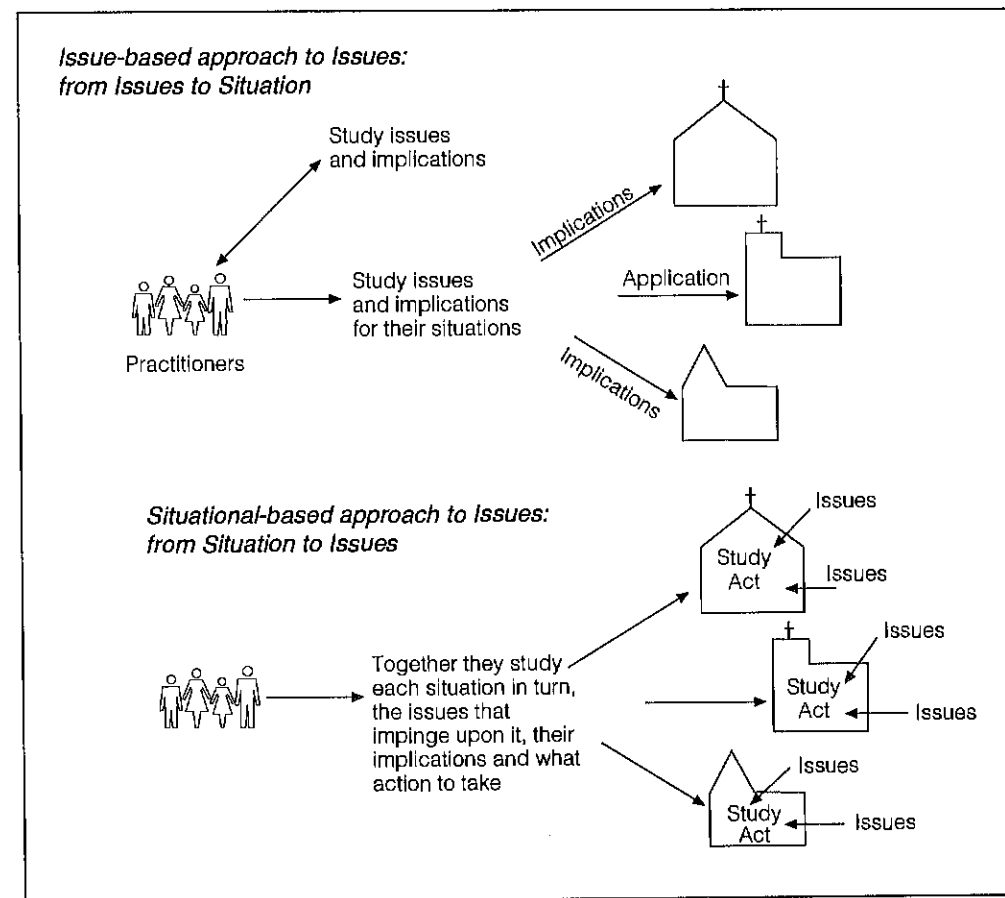 Issue-based approach to Issues:
from Issues to Situation
Study issues
and implications
Practitioners
Study issues
and implications
for their situations
Implications
Application
Implications
Situational-based approach to Issues:
from Situation to Issues
Together they study
each situation in turn,
the issues that
impinge upon it, their
implications and what
action to take
Issues
Study
Act
Issues
Issues
Study
Act
Issues
Issues
Study
Act
Issues